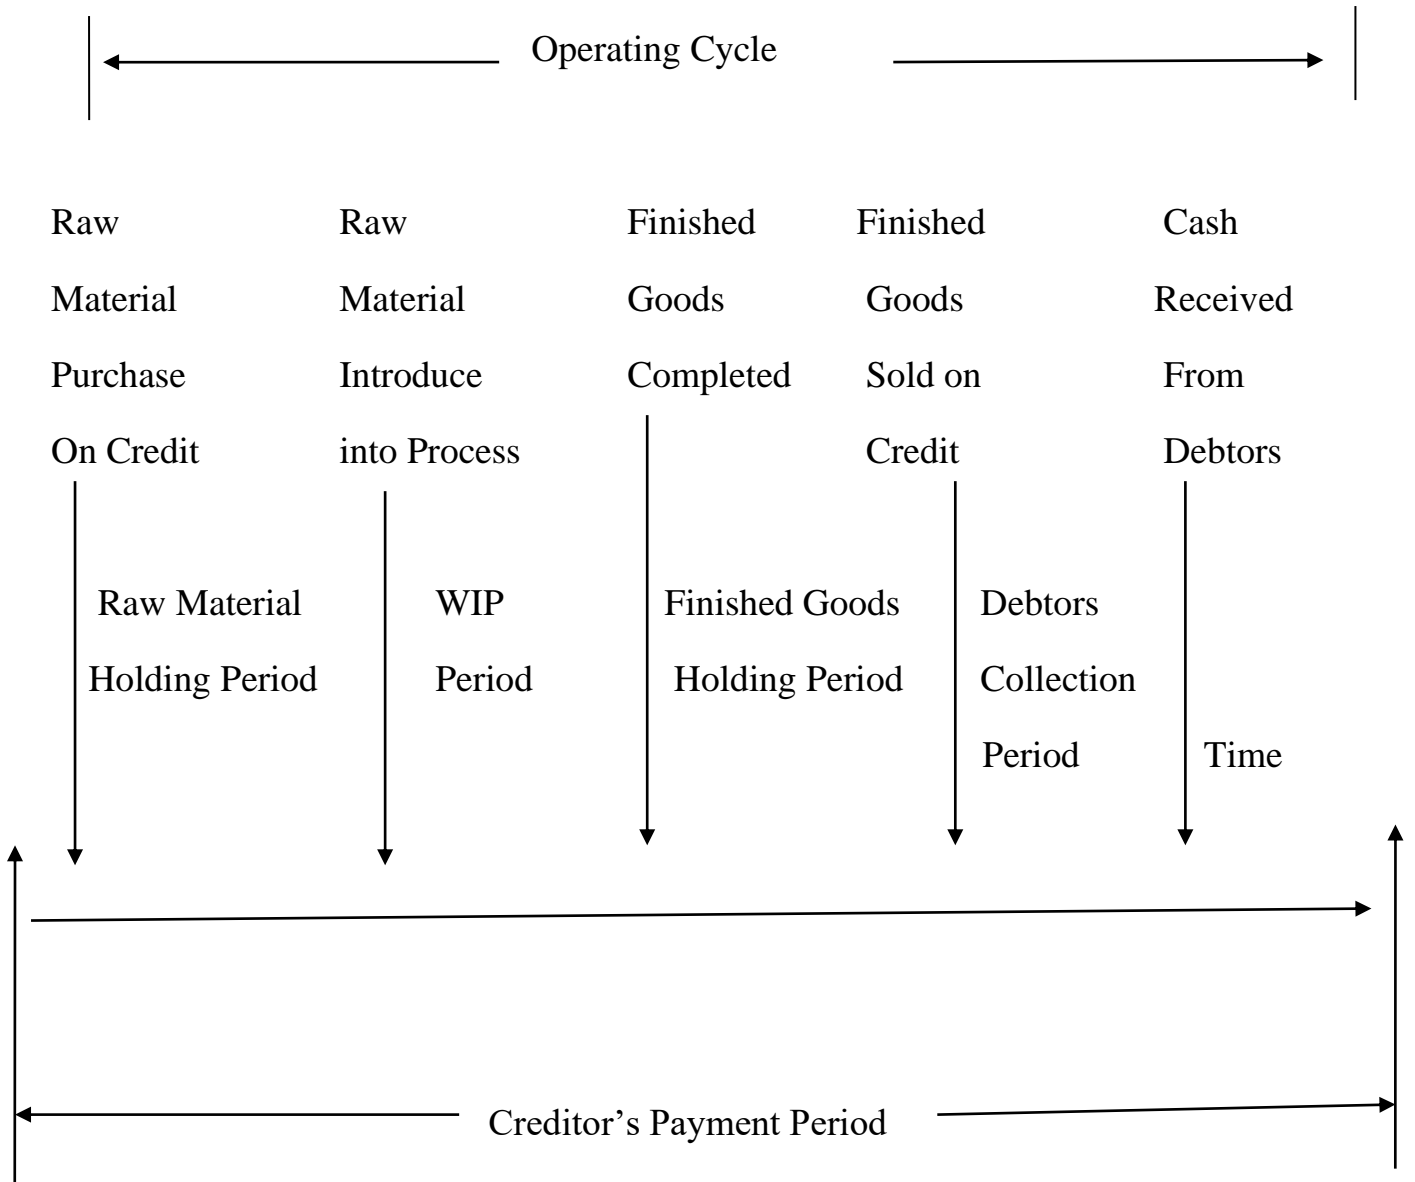 Operating Cycle
Raw Raw Finished Finished Cash
Material Material Goods Goods Received
Purchase Introduce Completed Sold on From
On Credit into Process Credit Debtors
Raw Material WIP Finished Goods Debtors
Holding Period Period Holding Period Collection
Period Time
Creditor’s Payment Period